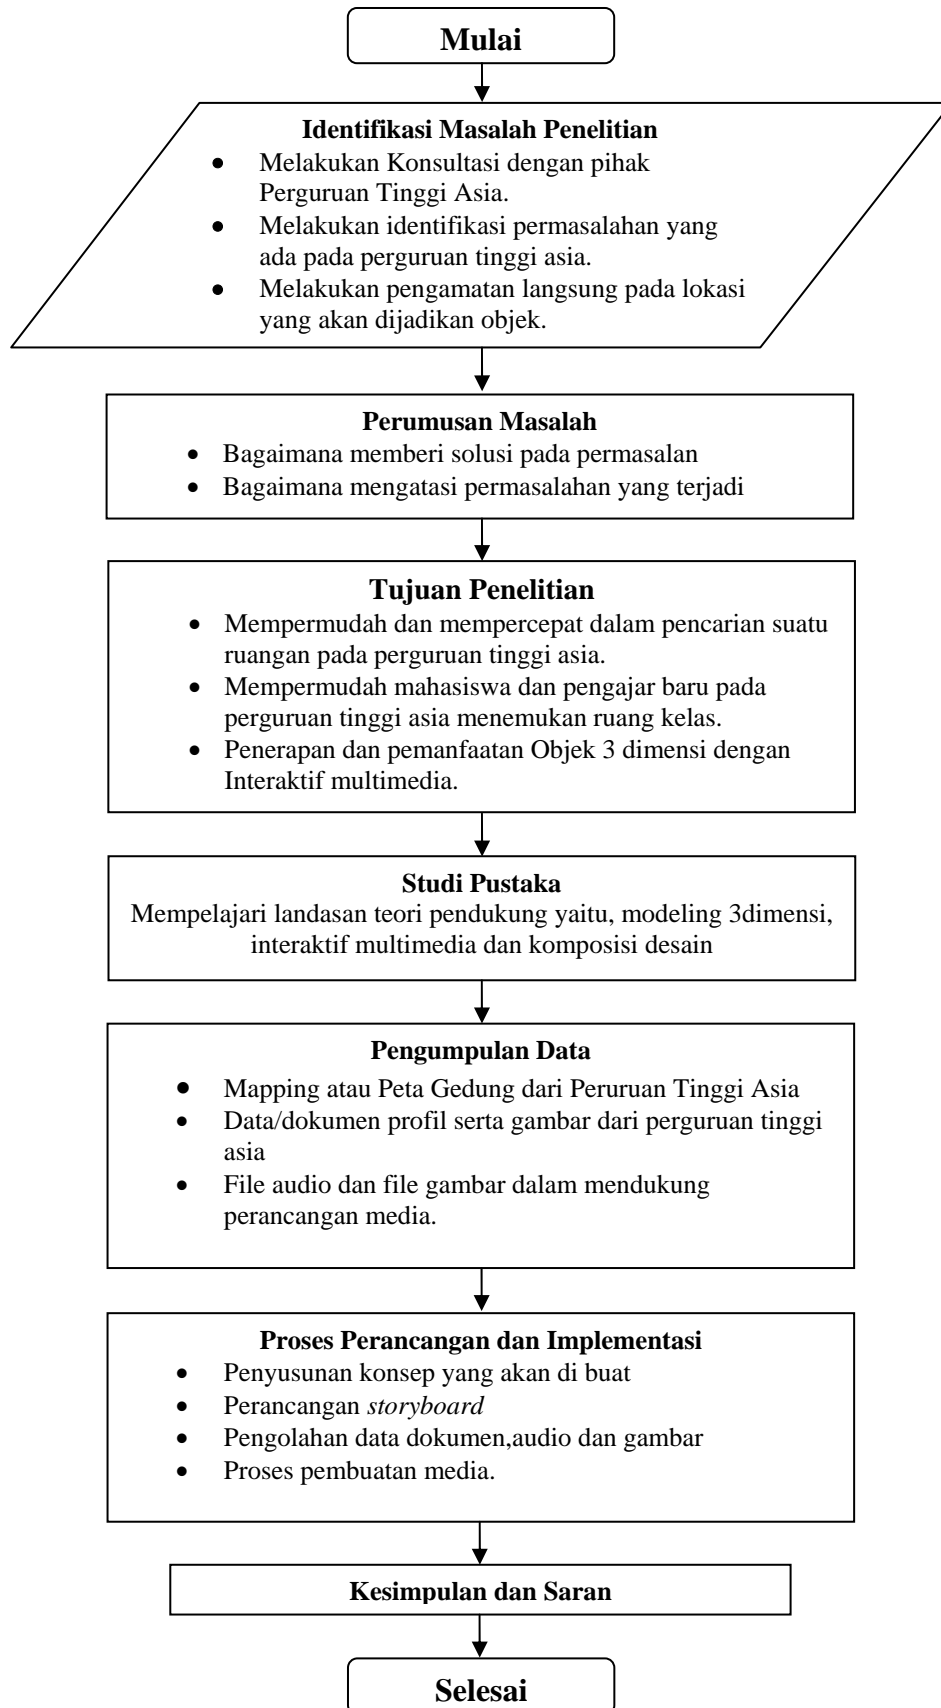 Mulai
Identifikasi Masalah Penelitian
• Melakukan Konsultasi dengan pihak
Perguruan Tinggi Asia.
• Melakukan identifikasi permasalahan yang
ada pada perguruan tinggi asia.
• Melakukan pengamatan langsung pada lokasi
yang akan dijadikan objek.
Perumusan Masalah
• Bagaimana memberi solusi pada permasalan
• Bagaimana mengatasi permasalahan yang terjadi
Tujuan Penelitian
• Mempermudah dan mempercepat dalam pencarian suatu
ruangan pada perguruan tinggi asia.
• Mempermudah mahasiswa dan pengajar baru pada
perguruan tinggi asia menemukan ruang kelas.
• Penerapan dan pemanfaatan Objek 3 dimensi dengan
Interaktif multimedia.
Studi Pustaka
Mempelajari landasan teori pendukung yaitu, modeling 3dimensi,
interaktif multimedia dan komposisi desain
Pengumpulan Data
• Mapping atau Peta Gedung dari Peruruan Tinggi Asia
• Data/dokumen profil serta gambar dari perguruan tinggi
asia
• File audio dan file gambar dalam mendukung
perancangan media.
Proses Perancangan dan Implementasi
• Penyusunan konsep yang akan di buat
• Perancangan storyboard
• Pengolahan data dokumen,audio dan gambar
• Proses pembuatan media.
Kesimpulan dan Saran
Selesai